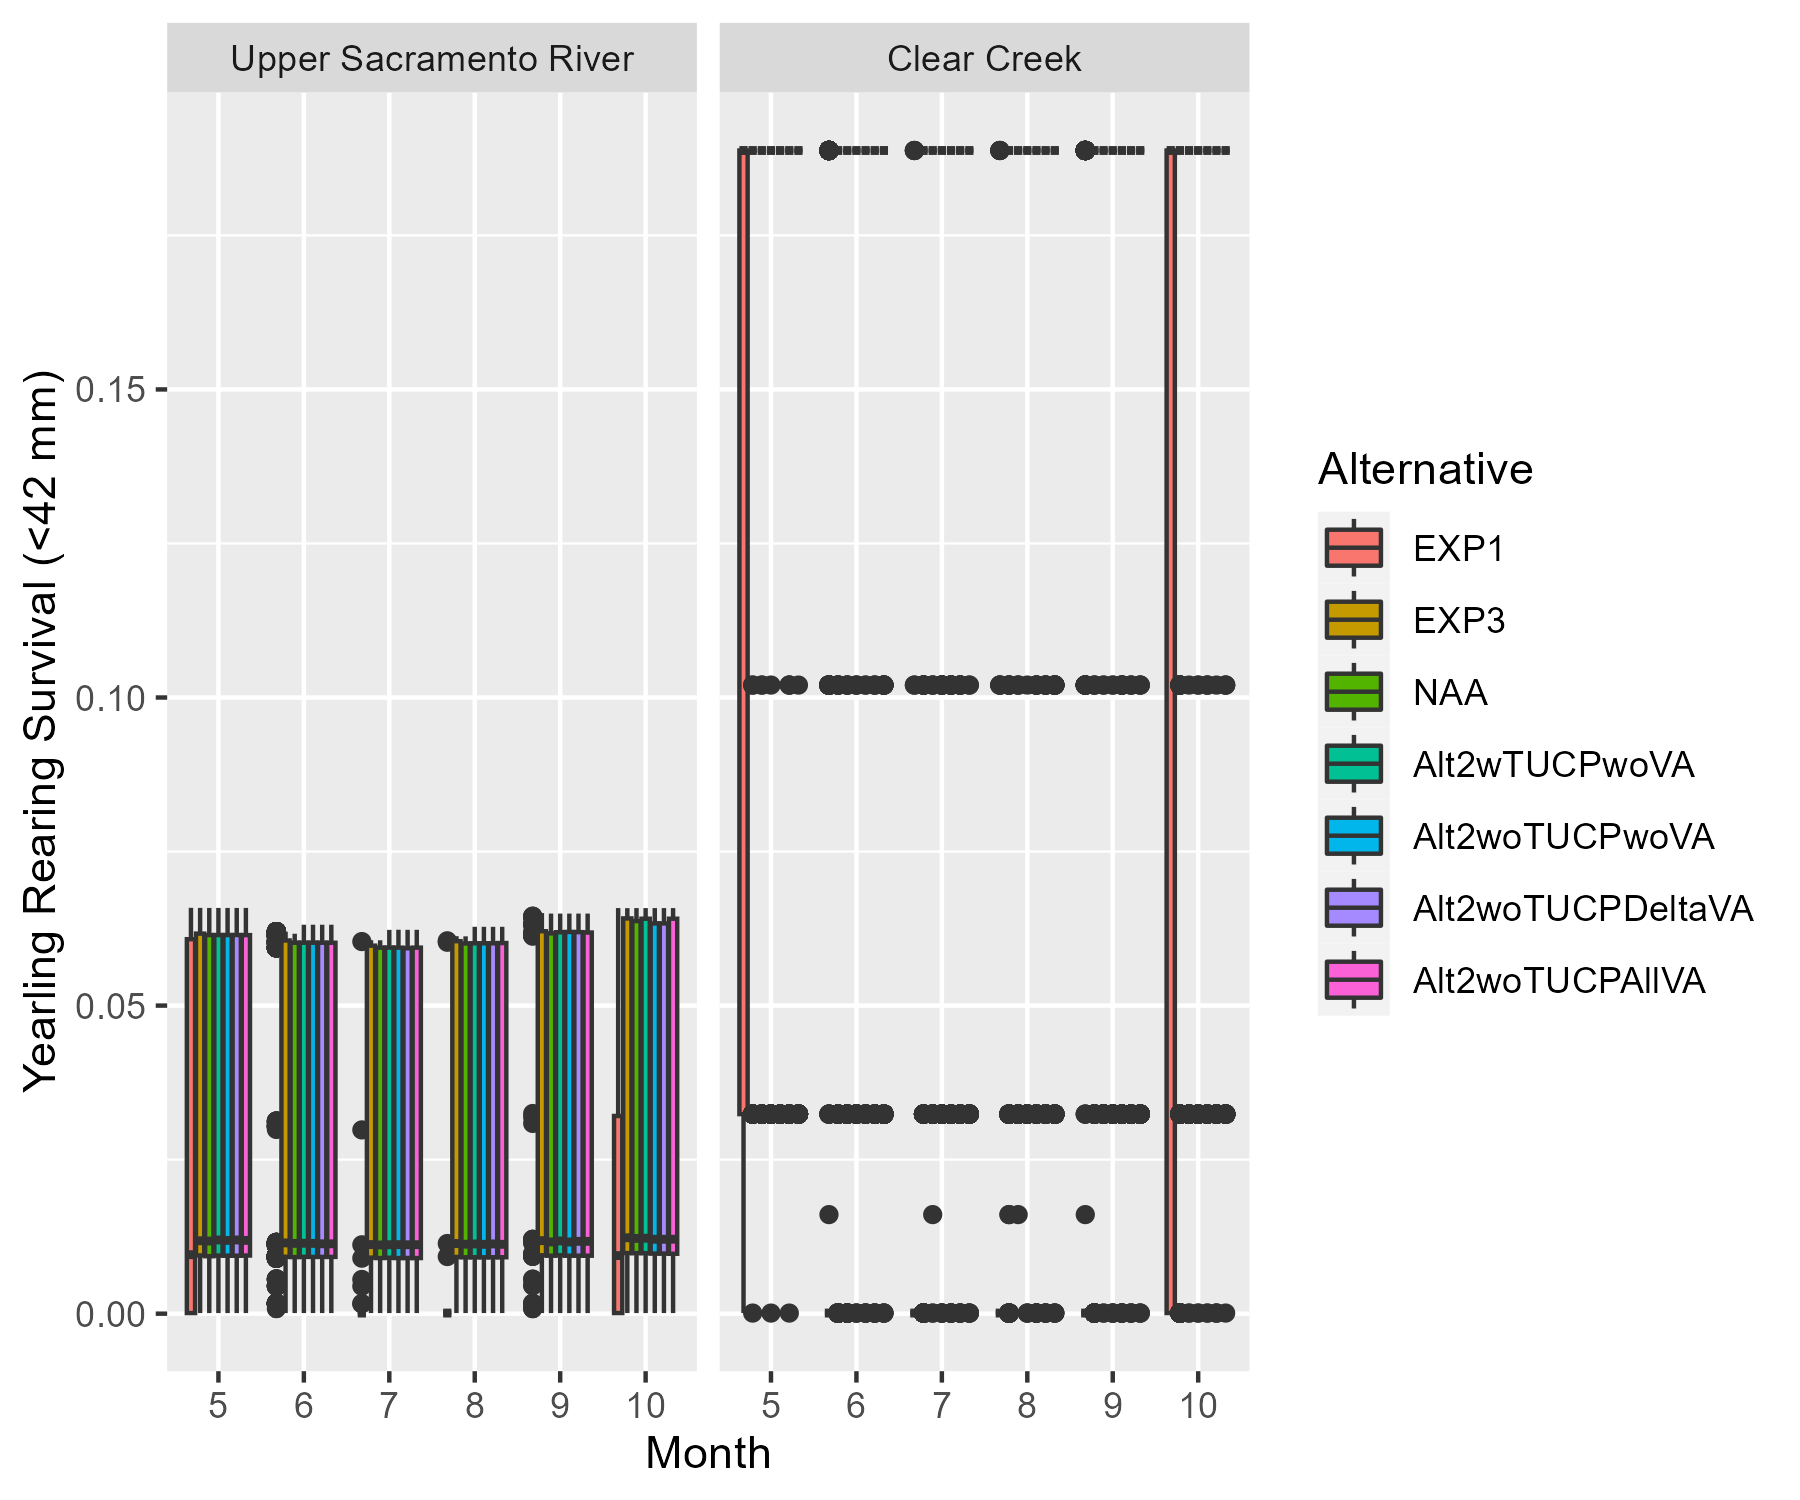 Upper Sacramento River
Clear Creek
Yearling Rearing Survival (<42 mm)
0.15
0.10
0.05
0.00
5 6 7 8 9 10
5 6 7 8 9 10
Month
Alternative
EXP1
EXP3
NAA
Alt2wTUCPwoVA
Alt2woTUCPwoVA
Alt2woTUCPDeltaVA
Alt2woTUCPAllVA